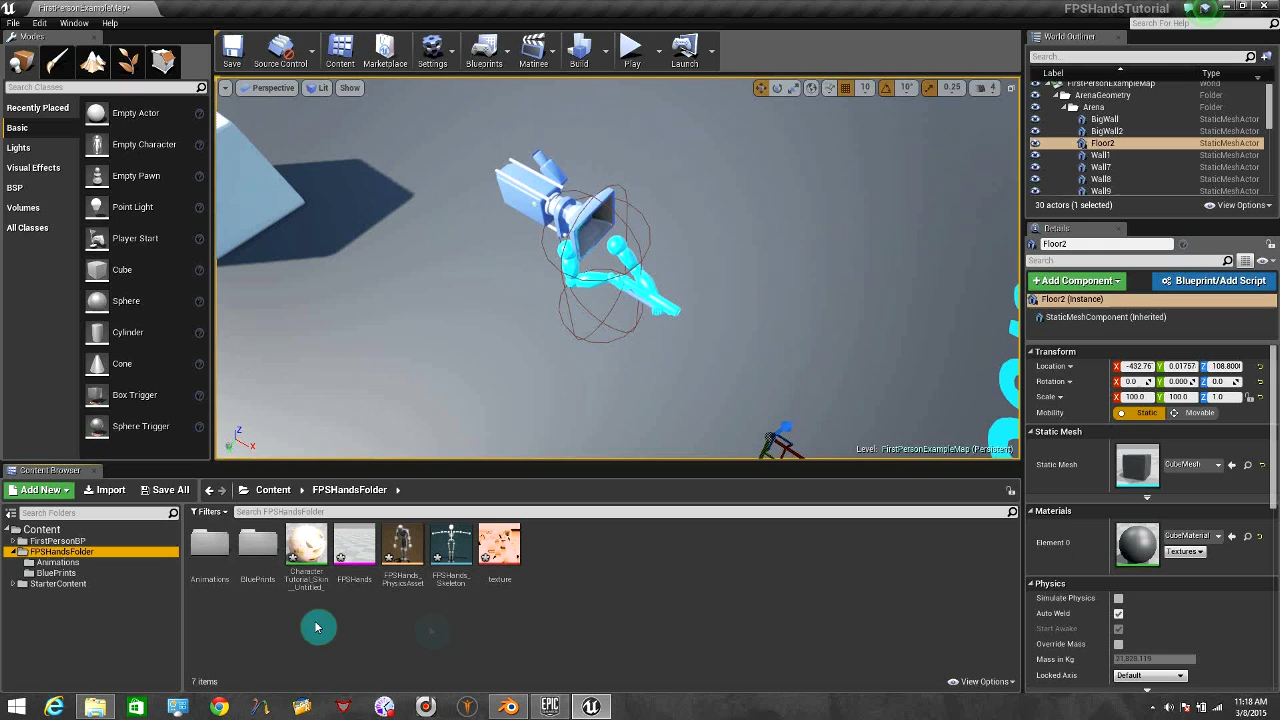 FirstPersonExampleMap*
FPSHandsTutorial
File Edit Window Help
Search For Help
Modes
Search Classes
Recently Placed
Basic
Lights
Visual Effects
BSP
Volumes
All Classes
Empty Actor
Empty Character
Empty Pawn
Point Light
Player Start
Cube
Sphere
Cylinder
Cone
Box Trigger
Sphere Trigger
Save Source Control Content Marketplace Settings Blueprints Matinee Build Play Launch
Perspective Lit Show
10 10° 0.25 4
Z
X
Level: FirstPersonExampleMap (Persistent)
World Outliner
Search...
Label Type
FirstPersonExampleMap World
ArenaGeometry Folder
Arena Folder
BigWall StaticMeshActor
BigWall2 StaticMeshActor
Floor2 StaticMeshActor
Wall1 StaticMeshActor
Wall7 StaticMeshActor
Wall8 StaticMeshActor
Wall9 StaticMeshActor
30 actors (1 selected) View Options
Details
Floor2
Search
+Add Component Blueprint/Add Script
Floor2 (Instance)
StaticMeshComponent (Inherited)
Transform
Location X -432.76 Y 0.01757 Z
Rotation X 0.0 Y 0.000 Z 0.0
Scale X 100.0 Y 100.0 Z 1.0
Mobility Static Movable
Static Mesh
Static Mesh CubeMesh
Materials
Element 0 CubeMaterial
Textures
Physics
Simulate Physics
Auto Weld
Start Awake
Override Mass
Mass in Kg
Locked Axis Default
Content Browser
Add New Import Save All Content FPSHandsFolder
Search Folders
Filters Search FPSHandsFolder
Content
FirstPersonBP
FPSHandsFolder
Animations
BluePrints
StarterContent
Animations
BluePrints
Character
Tutorial_Skin
__Untitled_
FPSHands
FPSHands_
PhysicsAsset
FPSHands_
Skeleton
texture
7 items View Options
EPIC
GAMES
11:18 AM
3/8/2015